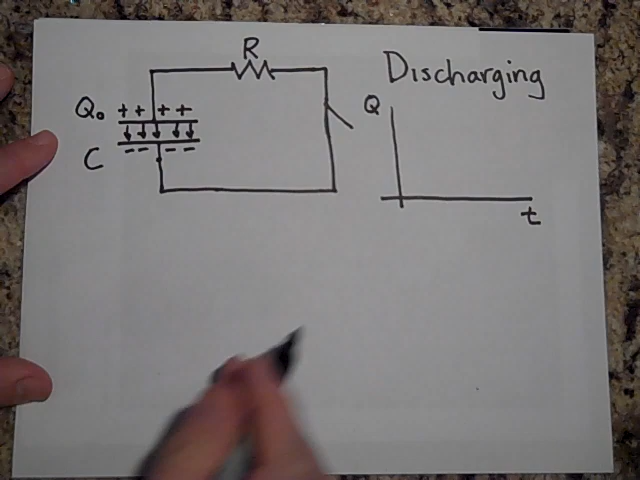 R
Discharging
Q₀ + + + +
Q
C - - - -
t